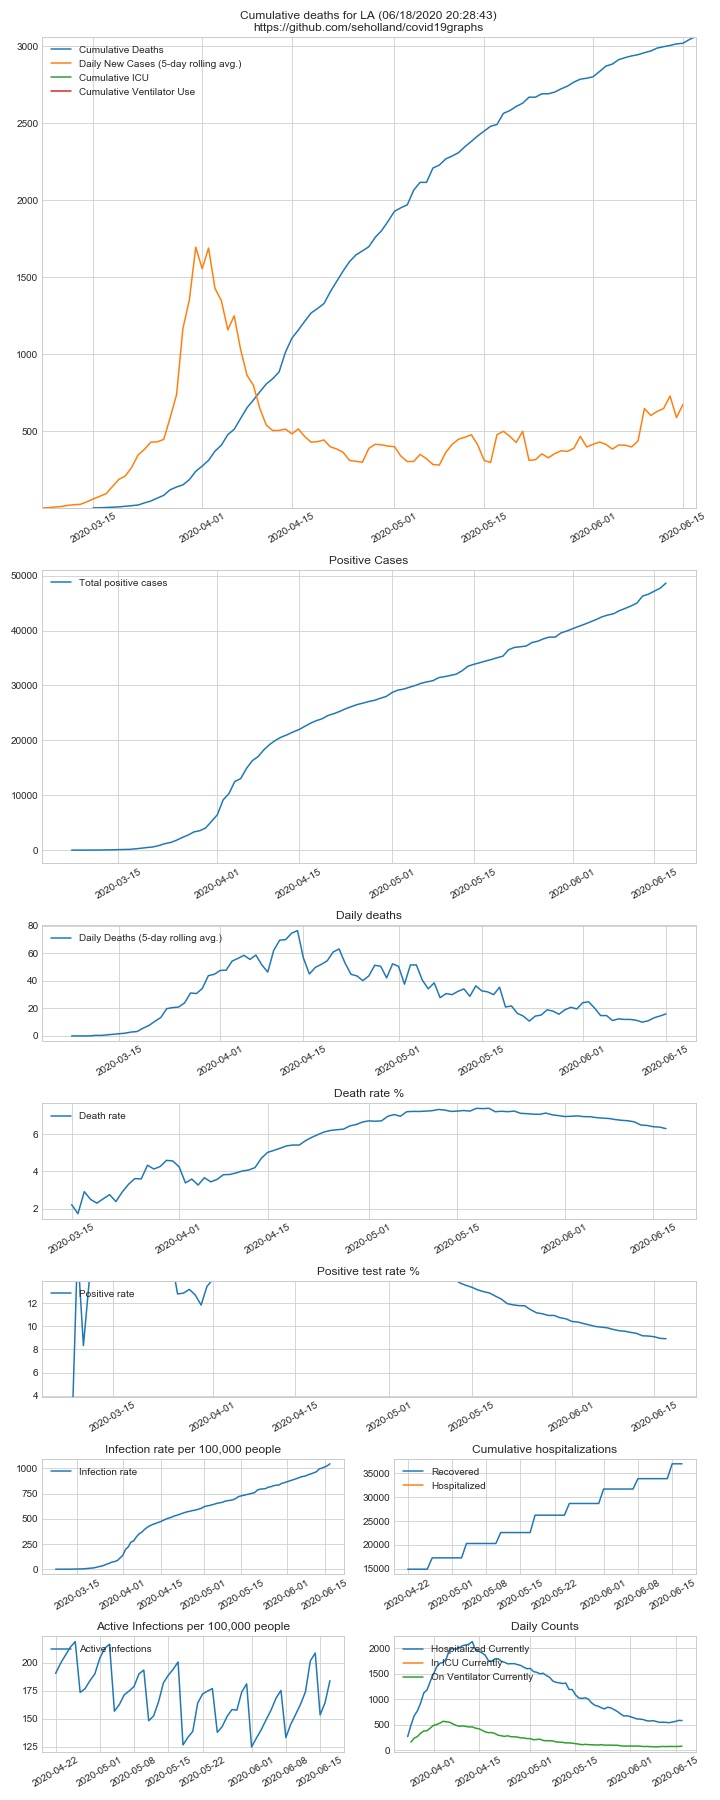 Cumulative deaths for LA (06/18/2020 20:28:43)
https://github.com/seholland/covid19graphs
Cumulative Deaths
Daily New Cases (5-day rolling avg.)
Cumulative ICU
Cumulative Ventilator Use
3000
2500
2000
1500
1000
500
2020-03-15 2020-04-01 2020-04-15 2020-05-01 2020-05-15 2020-06-01 2020-06-15
Positive Cases
Total positive cases
50000
40000
30000
20000
10000
0
2020-03-15 2020-04-01 2020-04-15 2020-05-01 2020-05-15 2020-06-01 2020-06-15
Daily deaths
Daily Deaths (5-day rolling avg.)
80
60
40
20
0
2020-03-15 2020-04-01 2020-04-15 2020-05-01 2020-05-15 2020-06-01 2020-06-15
Death rate %
Death rate
6
4
2
2020-03-15 2020-04-01 2020-04-15 2020-05-01 2020-05-15 2020-06-01 2020-06-15
Positive test rate %
Positive rate
12
10
8
6
4
2020-03-15 2020-04-01 2020-04-15 2020-05-01 2020-05-15 2020-06-01 2020-06-15
Infection rate per 100,000 people
Infection rate
1000
750
500
250
0
2020-03-15 2020-04-01 2020-04-15 2020-05-01 2020-05-15 2020-06-01 2020-06-15
Cumulative hospitalizations
Recovered
Hospitalized
35000
30000
25000
20000
15000
2020-04-22 2020-05-01 2020-05-08 2020-05-15 2020-05-22 2020-06-01 2020-06-08 2020-06-15
Active Infections per 100,000 people
Active Infections
200
175
150
125
2020-04-22 2020-05-01 2020-05-08 2020-05-15 2020-05-22 2020-06-01 2020-06-08 2020-06-15
Daily Counts
Hospitalized Currently
In ICU Currently
On Ventilator Currently
2000
1500
1000
500
0
2020-04-01 2020-04-15 2020-05-01 2020-05-15 2020-06-01 2020-06-15